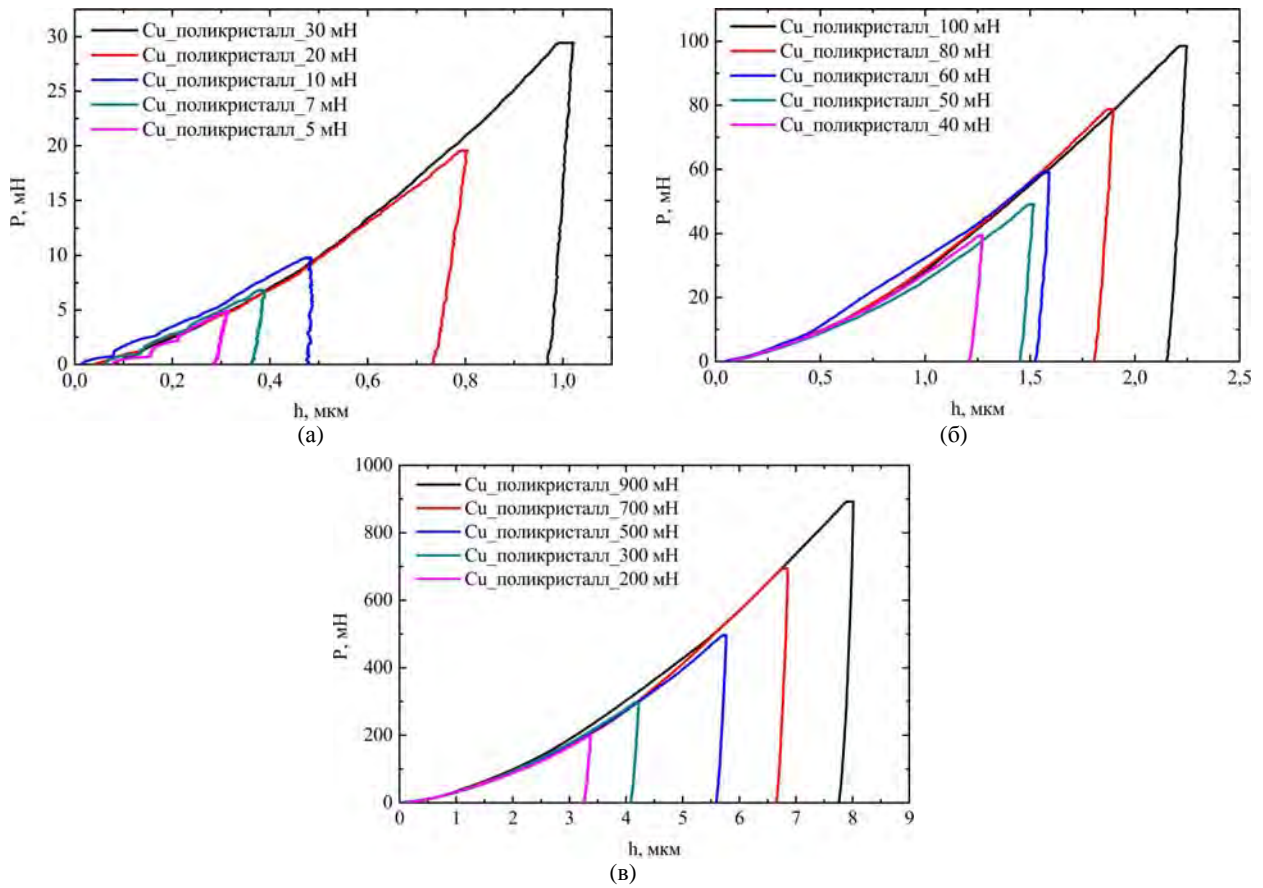 Cu_поликристалл_30 мН
Cu_поликристалл_20 мН
Cu_поликристалл_10 мН
Cu_поликристалл_7 мН
Cu_поликристалл_5 мН
30
25
20
15
10
5
0
P, мН
0,0
0,2
0,4
0,6
0,8
1,0
h, мкм
(а)
Cu_поликристалл_100 мН
Cu_поликристалл_80 мН
Cu_поликристалл_60 мН
Cu_поликристалл_50 мН
Cu_поликристалл_40 мН
100
80
60
40
20
0
P, мН
0,0
0,5
1,0
1,5
2,0
2,5
h, мкм
(б)
Cu_поликристалл_900 мН
Cu_поликристалл_700 мН
Cu_поликристалл_500 мН
Cu_поликристалл_300 мН
Cu_поликристалл_200 мН
1000
800
600
400
200
0
P, мН
0
1
2
3
4
5
6
7
8
9
h, мкм
(в)